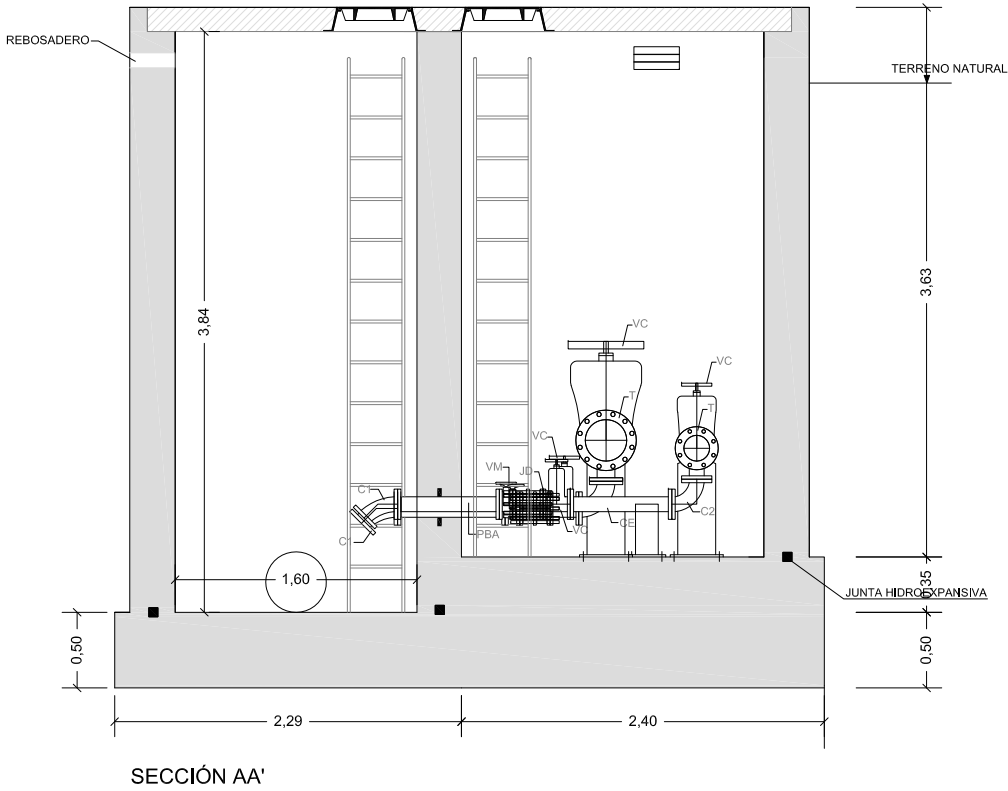 REBOSADERO
TERRENO NATURAL
3,84
3,63
VC
VC
T
T
VC
VM
JD
C1
C1
PBA
VC
CE
C2
1,60
JUNTA HIDROEXPANSIVA
0,35
0,50
0,50
2,29
2,40
SECCIÓN AA'